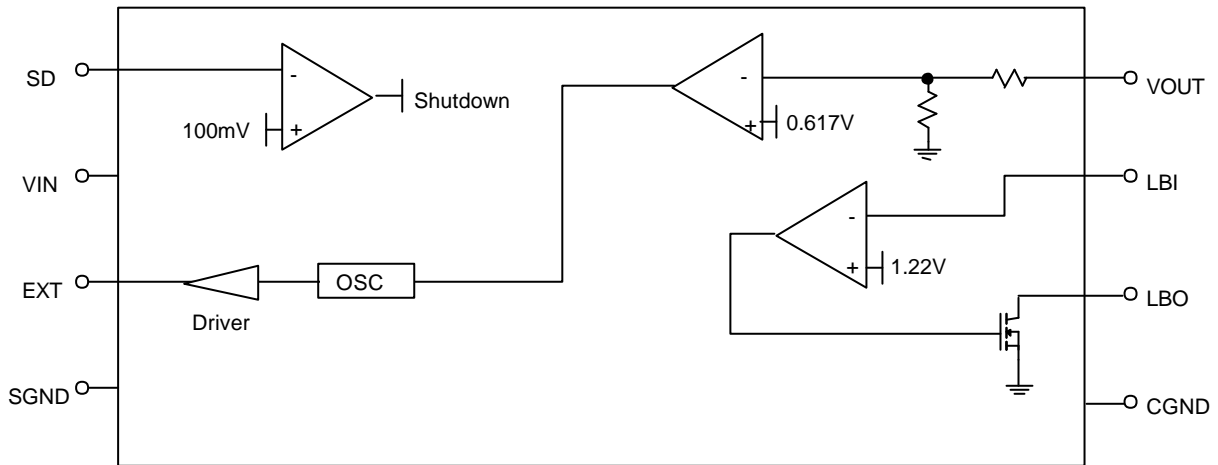 SD
-
100mV
+
Shutdown
-
+
0.617V
VOUT
VIN
LBI
-
+
1.22V
EXT
Driver
OSC
LBO
SGND
CGND